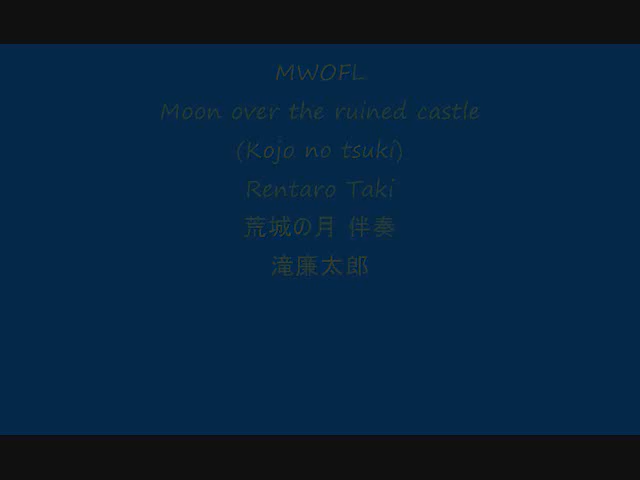 MWOFL
Moon over the ruined castle
(Kojo no tsuki)
Rentaro Taki
荒城の月 伴奏
滝廉太郎